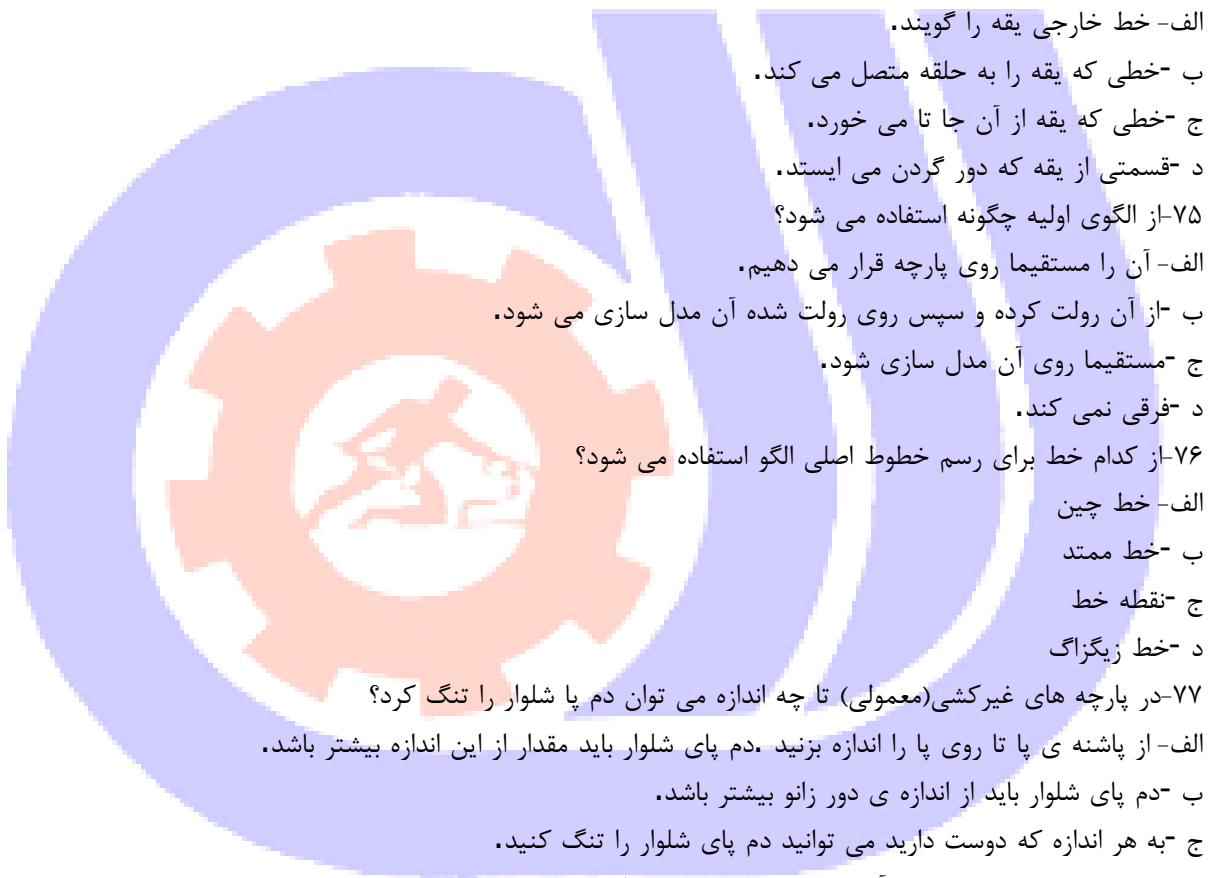 الف- خط خارجی یقه را گویند.
ب -خطی که یقه را به حلقه متصل می کند.
ج -خطی که یقه از آن جا تا می خورد.
د -قسمتی از یقه که دور گردن می ایستد.
۷۵-از الگوی اولیه چگونه استفاده می شود؟
الف- آن را مستقیما روی پارچه قرار می دهیم.
ب -از آن رولت کرده و سپس روی رولت شده آن مدل سازی می شود.
ج -مستقیما روی آن مدل سازی شود.
د -فرقی نمی کند.
۷۶-از کدام خط برای رسم خطوط اصلی الگو استفاده می شود؟
الف- خط چین
ب -خط ممتد
ج -نقطه خط
د -خط زیگزاگ
۷۷-در پارچه های غیرکشی(معمولی) تا چه اندازه می توان دم پا شلوار را تنگ کرد؟
الف- از پاشنه ی پا تا روی پا را اندازه بزنید .دم پای شلوار باید مقدار از این اندازه بیشتر باشد.
ب -دم پای شلوار باید از اندازه ی دور زانو بیشتر باشد.
ج -به هر اندازه که دوست دارید می توانید دم پای شلوار را تنگ کنید.